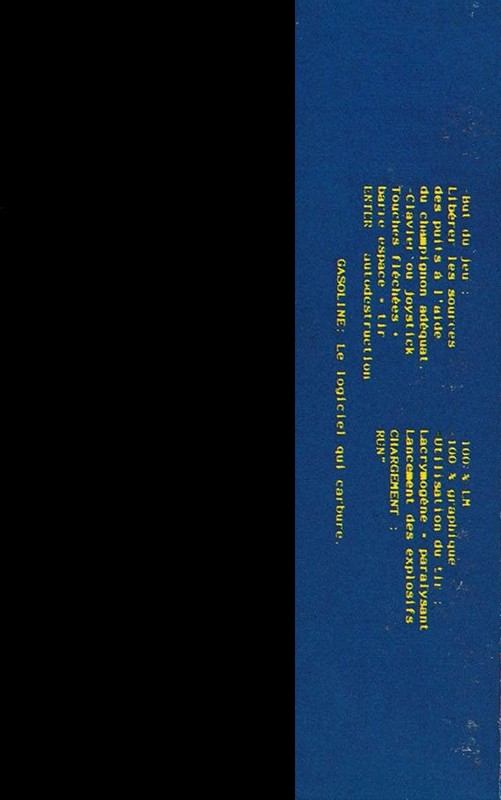 -But du jeu :
Libérer les sources
des puits à l'aide
du champignon adéquat.
-Clavier ou joystick
Touches fléchées +
barre espace = tir
ENTER autodestruction
100 % LM
100 % graphique
-Utilisation du tir :
Lacrymogène = paralysant
Lancement des explosifs
CHARGEMENT :
RUN"
GASOLINE: Le logiciel qui carbure.